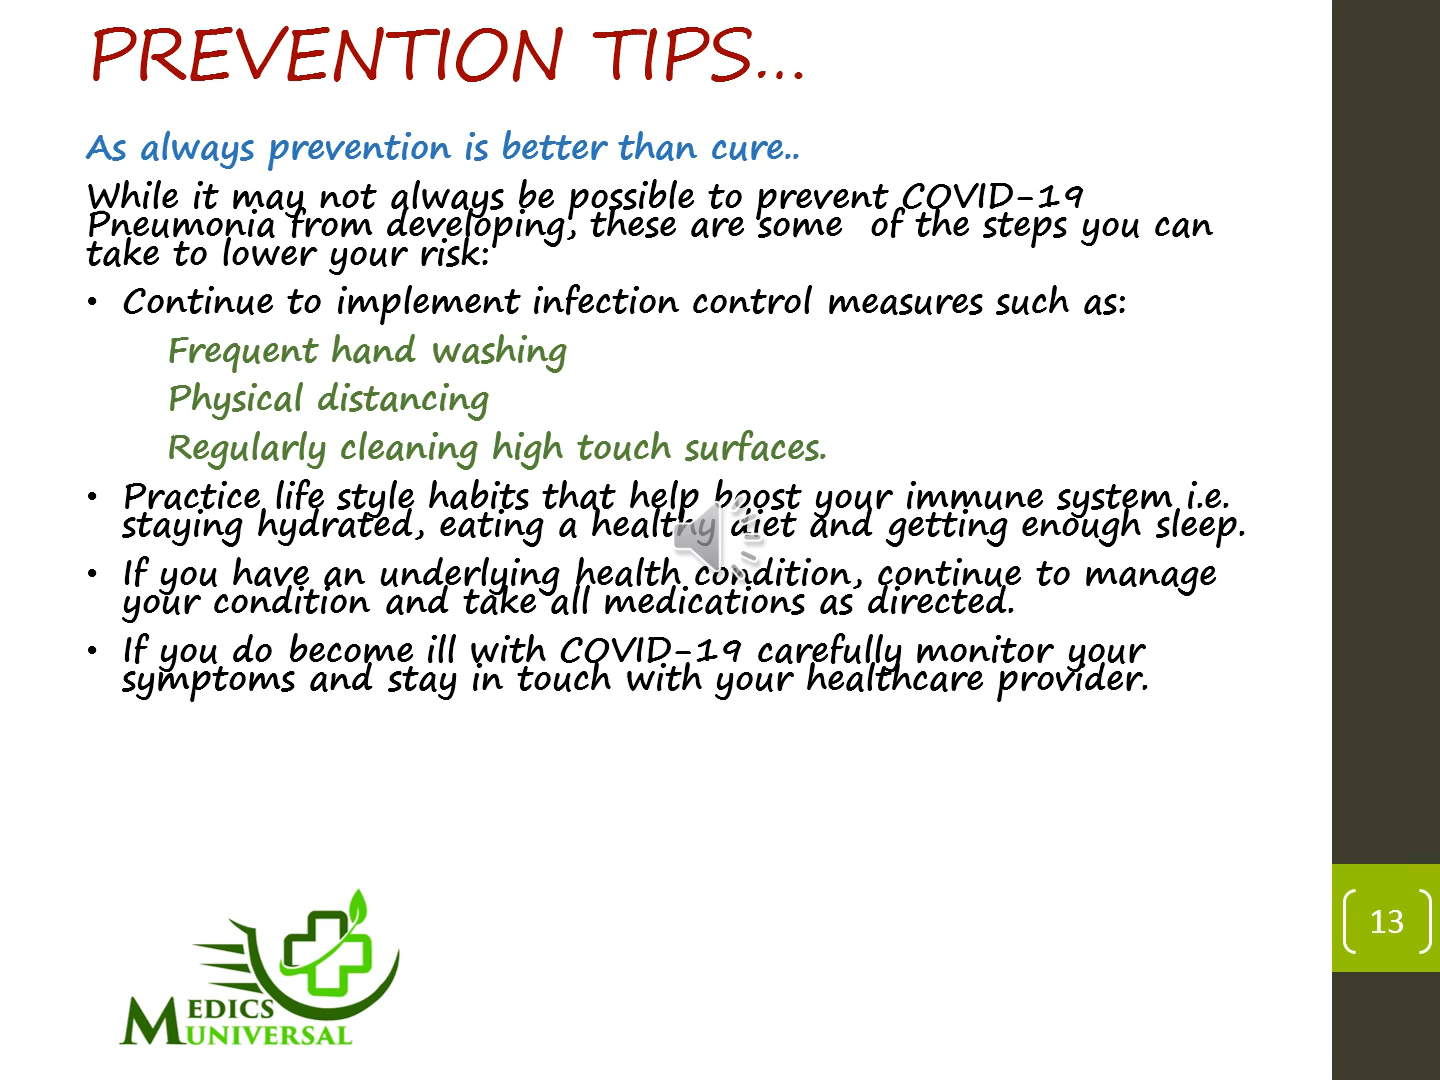 PREVENTION TIPS...
As always prevention is better than cure..
While it may not always be possible to prevent COVID-19
Pneumonia from developing, these are some of the steps you can
take to lower your risk:
• Continue to implement infection control measures such as:
Frequent hand washing
Physical distancing
Regularly cleaning high touch surfaces.
• Practice life style habits that help boost your immune system i.e.
staying hydrated, eating a healthy diet and getting enough sleep.
• If you have an underlying health condition, continue to manage
your condition and take all medications as directed.
• If you do become ill with COVID-19 carefully monitor your
symptoms and stay in touch with your healthcare provider.
13
MEDICS
UNIVERSAL